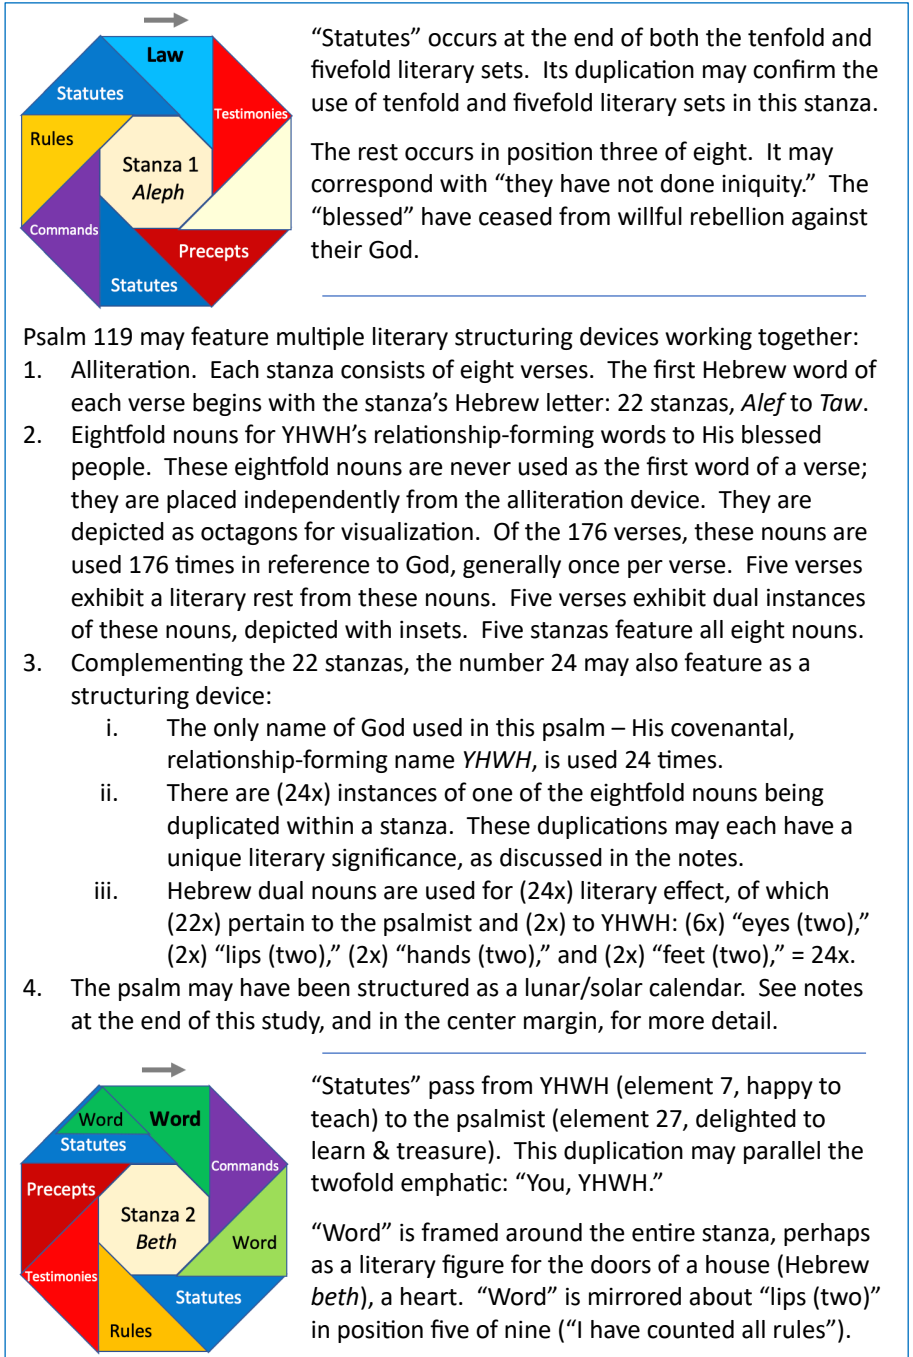 Law
Statutes
Testimonies
Rules
Stanza 1
Aleph
Commands
Precepts
Statutes
“Statutes” occurs at the end of both the tenfold and
fivefold literary sets. Its duplication may confirm the
use of tenfold and fivefold literary sets in this stanza.
The rest occurs in position three of eight. It may
correspond with “they have not done iniquity.” The
“blessed” have ceased from willful rebellion against
their God.
Psalm 119 may feature multiple literary structuring devices working together:
1. Alliteration. Each stanza consists of eight verses. The first Hebrew word of
each verse begins with the stanza’s Hebrew letter: 22 stanzas, Alef to Taw.
2. Eightfold nouns for YHWH’s relationship-forming words to His blessed
people. These eightfold nouns are never used as the first word of a verse;
they are placed independently from the alliteration device. They are
depicted as octagons for visualization. Of the 176 verses, these nouns are
used 176 times in reference to God, generally once per verse. Five verses
exhibit a literary rest from these nouns. Five verses exhibit dual instances
of these nouns, depicted with insets. Five stanzas feature all eight nouns.
3. Complementing the 22 stanzas, the number 24 may also feature as a
structuring device:
i. The only name of God used in this psalm – His covenantal,
relationship-forming name YHWH, is used 24 times.
ii. There are (24x) instances of one of the eightfold nouns being
duplicated within a stanza. These duplications may each have a
unique literary significance, as discussed in the notes.
iii. Hebrew dual nouns are used for (24x) literary effect, of which
(22x) pertain to the psalmist and (2x) to YHWH: (6x) “eyes (two),”
(2x) “lips (two),” (2x) “hands (two),” and (2x) “feet (two),” = 24x.
4. The psalm may have been structured as a lunar/solar calendar. See notes
at the end of this study, and in the center margin, for more detail.
Word
Word
Statutes
Commands
Precepts
Stanza 2
Beth
Word
Testimonies
Statutes
Rules
“Statutes” pass from YHWH (element 7, happy to
teach) to the psalmist (element 27, delighted to
learn & treasure). This duplication may parallel the
twofold emphatic: “You, YHWH.”
“Word” is framed around the entire stanza, perhaps
as a literary figure for the doors of a house (Hebrew
beth), a heart. “Word” is mirrored about “lips (two)”
in position five of nine (“I have counted all rules”).